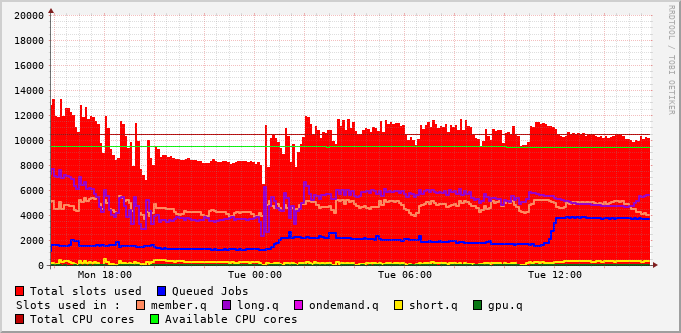 20000
18000
16000
14000
12000
10000
8000
6000
4000
2000
0
Mon 18:00 Tue 00:00 Tue 06:00 Tue 12:00
RRDTOOL / TOBI OETIKER
Total slots used Queued Jobs
Slots used in : member.q long.q ondemand.q short.q gpu.q
Total CPU cores Available CPU cores